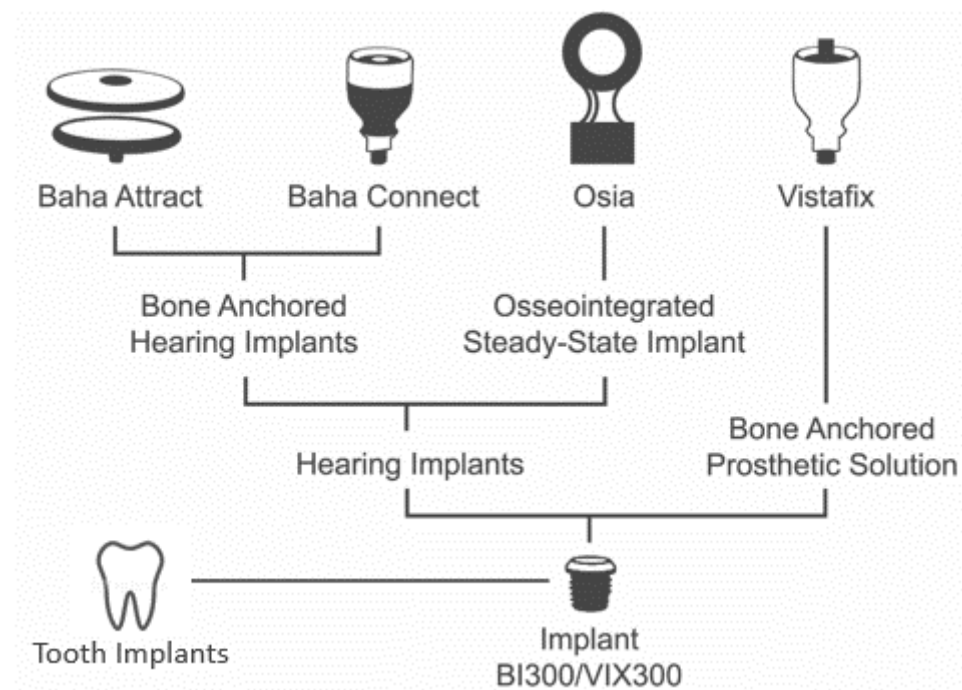 Baha Attract
Baha Connect
Osia
Vistafix
Bone Anchored
Hearing Implants
Osseointegrated
Steady-State Implant
Bone Anchored
Prosthetic Solution
Hearing Implants
Tooth Implants
Implant
BI300/VIX300